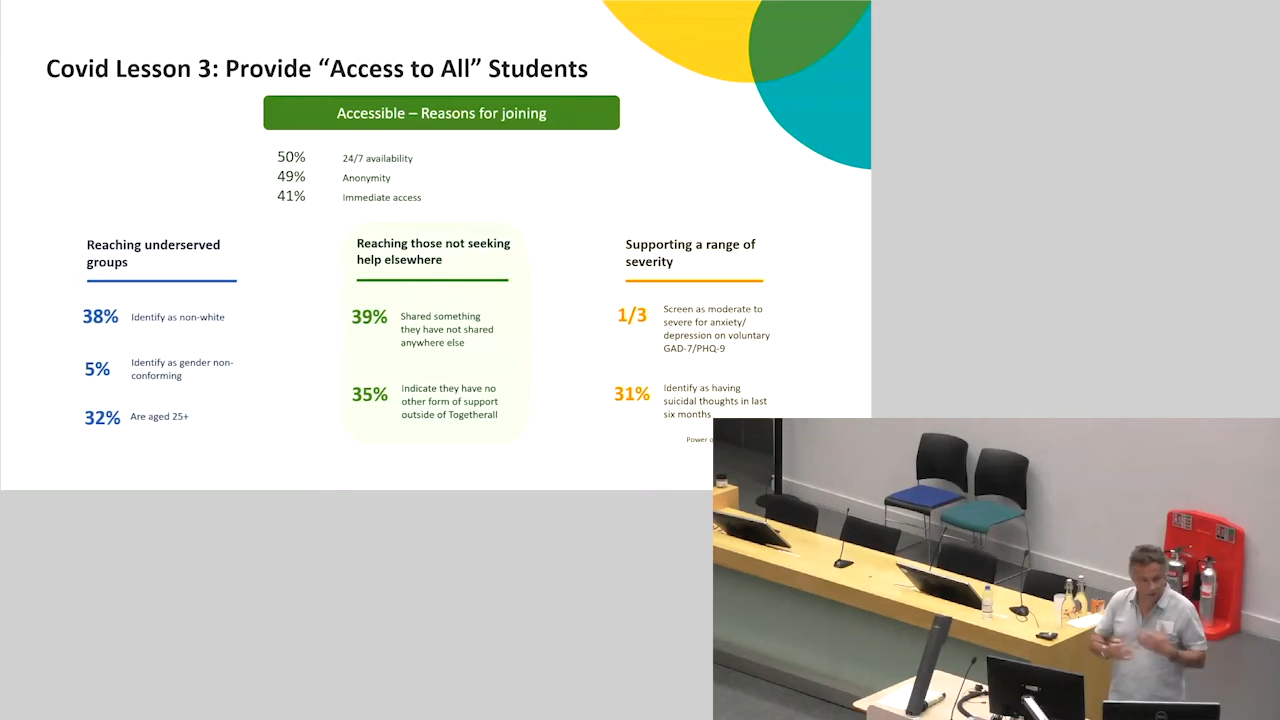 Covid Lesson 3: Provide “Access to All” Students
Accessible – Reasons for joining
50% 24/7 availability
49% Anonymity
41% Immediate access
Reaching underserved
groups
38% Identify as non-white
5% Identify as gender non-
conforming
32% Are aged 25+
Reaching those not seeking
help elsewhere
39% Shared something
they have not shared
anywhere else
35% Indicate they have no
other form of support
outside of Togetherall
Supporting a range of
severity
1/3 Screen as moderate to
severe for anxiety/
depression on voluntary
GAD-7/PHQ-9
31% Identify as having
suicidal thoughts in last
six months
Power